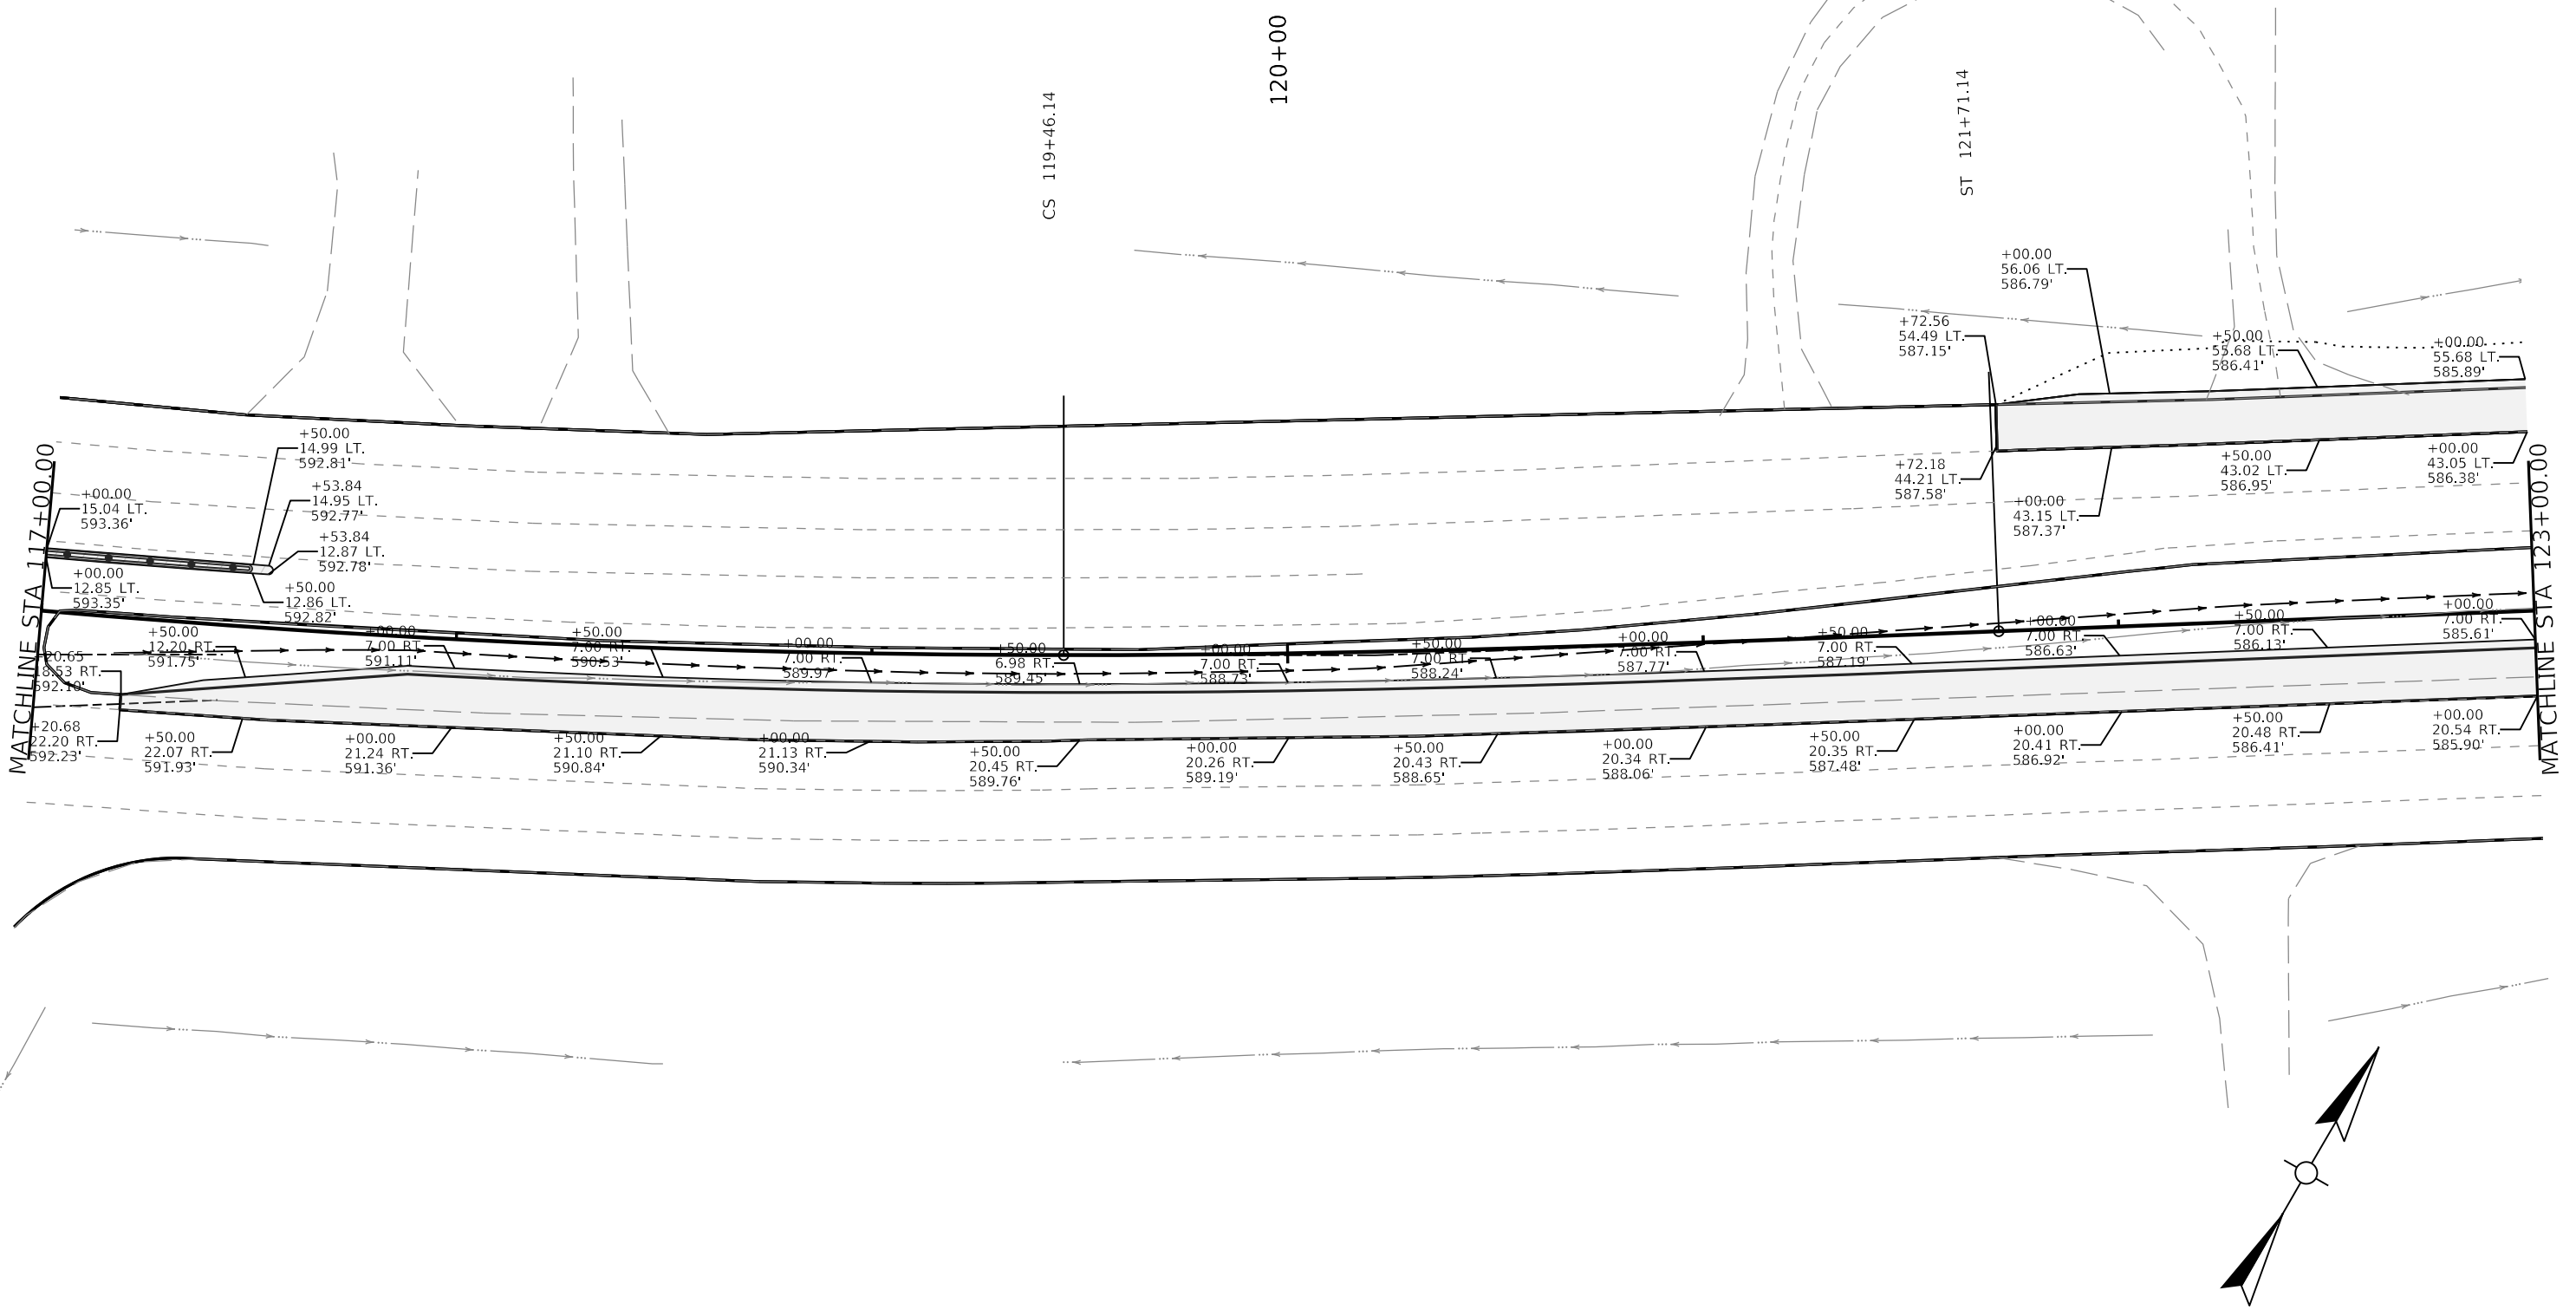 120+00
CS 119+46.14
ST 121+71.14
+00.00
56.06 LT.
586.79'
+72.56
54.49 LT.
587.15'
+50.00
55.68 LT.
586.41'
+00.00
55.68 LT.
585.89'
+50.00
14.99 LT.
592.81'
+53.84
14.95 LT.
592.77'
+00.00
15.04 LT.
593.36'
+53.84
12.87 LT.
592.78'
+00.00
12.85 LT.
593.35'
+50.00
12.86 LT.
592.82'
+72.18
44.21 LT.
587.58'
+00.00
43.15 LT.
587.37'
+50.00
43.02 LT.
586.95'
+00.00
43.05 LT.
586.38'
MATCHLINE STA 117+00.00
MATCHLINE STA 123+00.00
+20.65
18.53 RT.
592.10'
+50.00
12.20 RT.
591.75'
+00.00
7.00 RT.
591.11'
+50.00
7.00 RT.
590.53'
+00.00
7.00 RT.
589.97'
+50.00
6.98 RT.
589.45'
+00.00
7.00 RT.
588.73'
+50.00
7.00 RT.
588.24'
+00.00
7.00 RT.
587.77'
+50.00
7.00 RT.
587.19'
+00.00
7.00 RT.
586.63'
+50.00
7.00 RT.
586.13'
+00.00
7.00 RT.
585.61'
+20.68
22.20 RT.
592.23'
+50.00
22.07 RT.
591.93'
+00.00
21.24 RT.
591.36'
+50.00
21.10 RT.
590.84'
+00.00
21.13 RT.
590.34'
+50.00
20.45 RT.
589.76'
+00.00
20.26 RT.
589.19'
+50.00
20.43 RT.
588.65'
+00.00
20.34 RT.
588.06'
+50.00
20.35 RT.
587.48'
+00.00
20.41 RT.
586.92'
+50.00
20.48 RT.
586.41'
+00.00
20.54 RT.
585.90'